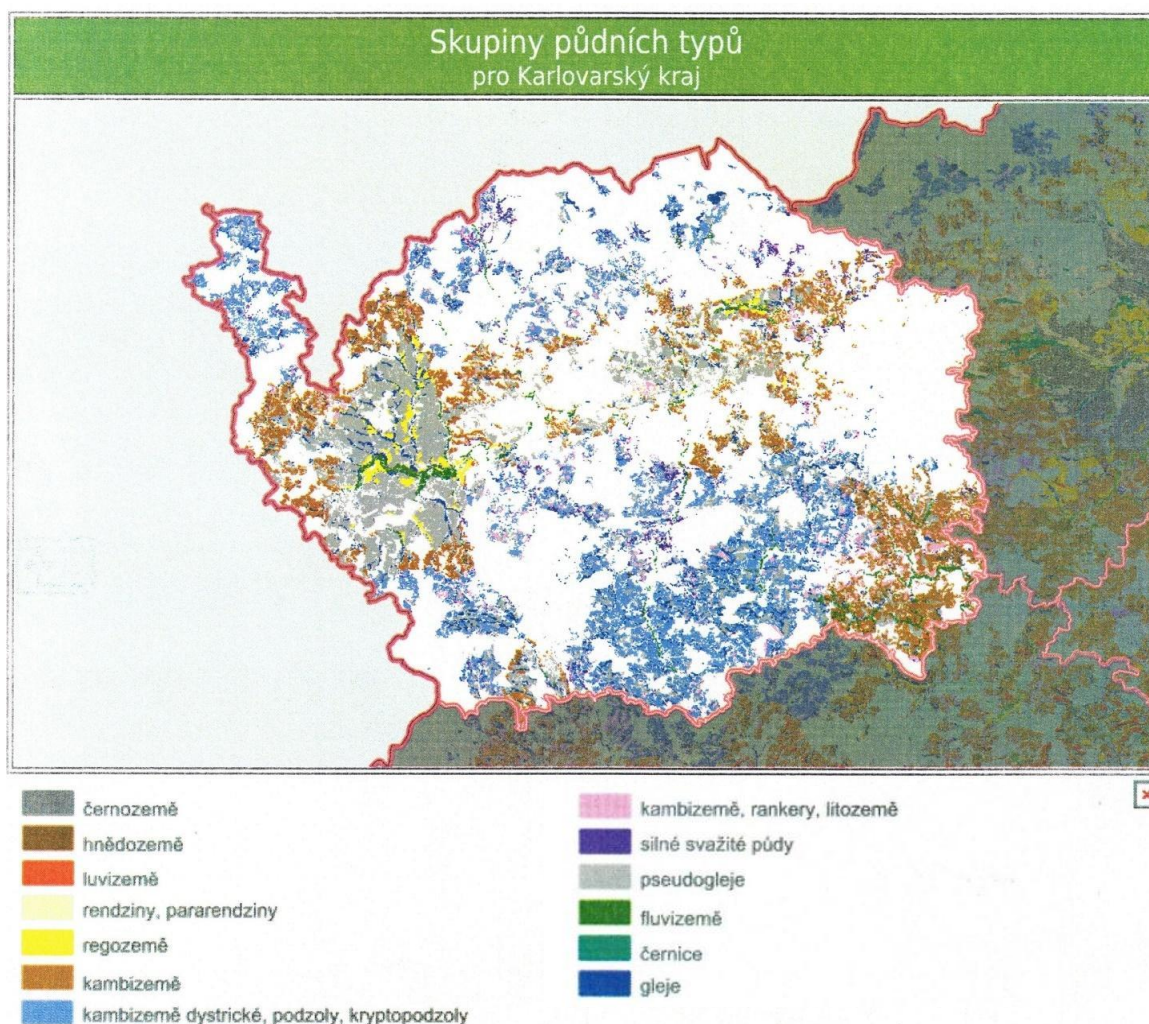 Skupiny půdních typů
pro Karlovarský kraj
černozemě
hnědozemě
luvizemě
rendziny, pararendziny
regozemě
kambizemě
kambizemě dystrické, podzoly, kryptopodzoly
kambizemě, rankery, litozemě
silné svažité půdy
pseudogleje
fluvizemě
černice
gleje